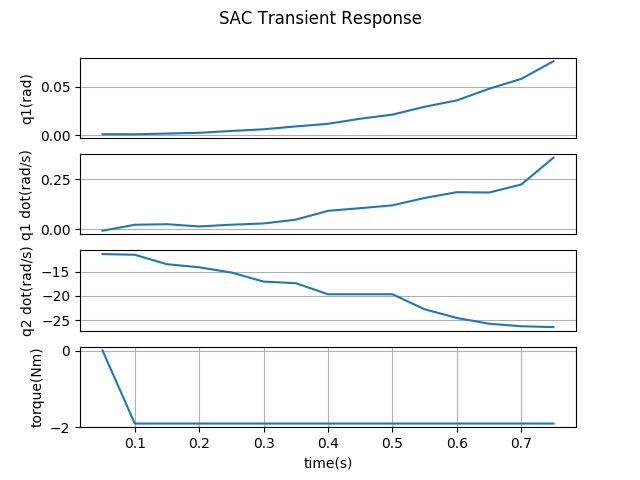 SAC Transient Response
q1(rad)
0.05
0.00
q1 dot(rad/s)
0.25
0.00
q2 dot(rad/s)
−15
−20
−25
torque(Nm)
0
−2
0.1 0.2 0.3 0.4 0.5 0.6 0.7
time(s)